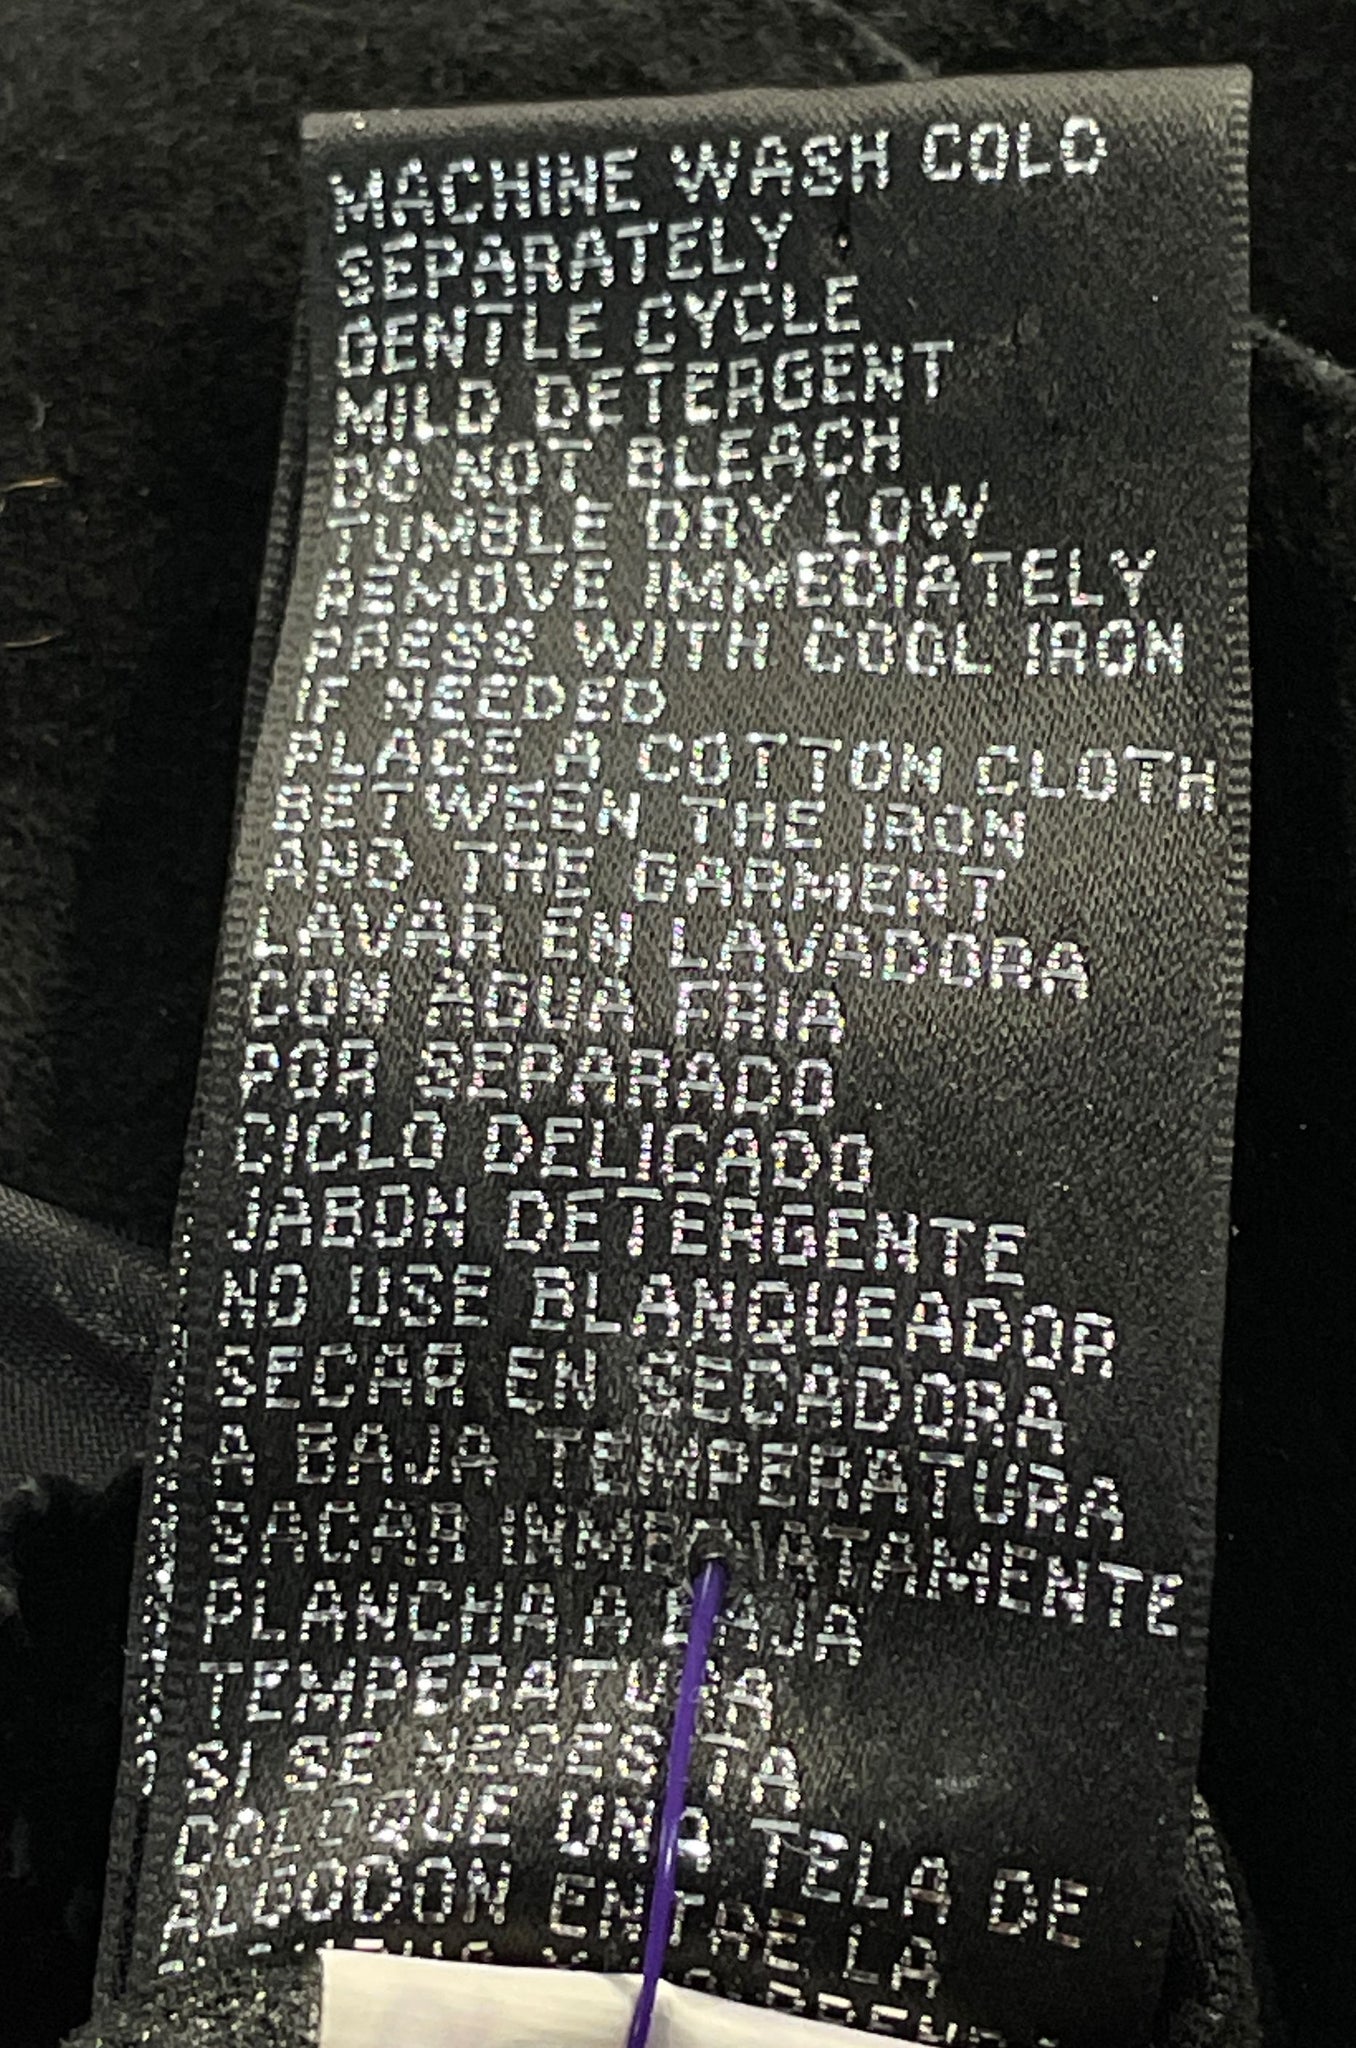 MACHINE WASH COLD
SEPARATELY
GENTLE CYCLE
MILD DETERGENT
DO NOT BLEACH
TUMBLE DRY LOW
REMOVE IMMEDIATELY
PRESS WITH COOL IRON
IF NEEDED
PLACE A COTTON CLOTH
BETWEEN THE IRON
AND THE GARMENT
LAVAR EN LAVADORA
CON AGUA FRIA
POR SEPARADO
CICLO DELICADO
JABON DETERGENTE
NO USE BLANQUEADOR
SECAR EN SECADORA
A BAJA TEMPERATURA
SACAR INMEDIATAMENTE
PLANCHA A BAJA
TEMPERATURA
SI SE NECESITA
COLOQUE UNA TELA DE
ALGODON ENTRE LA